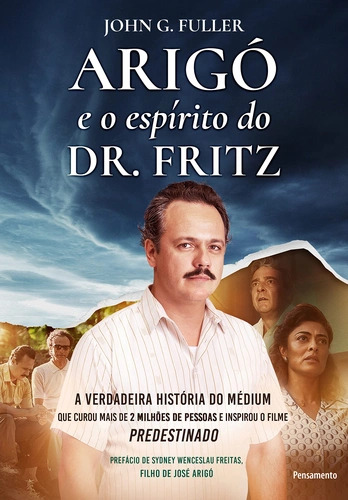 JOHN G. FULLER
ARIGÓ
e o espírito do
DR. FRITZ
A VERDADEIRA HISTÓRIA DO MÉDIUM
QUE CUROU MAIS DE 2 MILHÕES DE PESSOAS E INSPIROU O FILME
PREDESTINADO
PREFÁCIO DE SYDNEY WENCESLAU FREITAS,
FILHO DE JOSÉ ARIGÓ
Pensamento